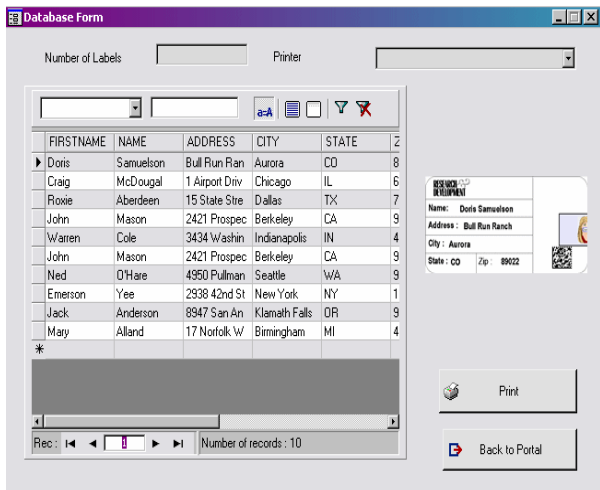 Database Form
Number of Labels Printer
a=A
FIRSTNAME NAME ADDRESS CITY STATE Z
Doris Samuelson Bull Run Ran Aurora CO 8
Craig McDougal 1 Airport Driv Chicago IL 6
Roxie Aberdeen 15 State Stre Dallas TX 7
John Mason 2421 Prospec Berkeley CA 9
Warren Cole 3434 Washin Indianapolis IN 4
John Mason 2421 Prospec Berkeley CA 9
Ned O'Hare 4950 Pullman Seattle WA 9
Emerson Yee 2938 42nd St New York NY 1
Jack Anderson 8947 San An Klamath Falls OR 9
Mary Alland 17 Norfolk W Birmingham MI 4
Rec : 1 Number of records : 10
RESEARCH
DEVELOPMENT
Name: Doris Samuelson
Address : Bull Run Ranch
City : Aurora
State : CO Zip : 89022
Print
Back to Portal